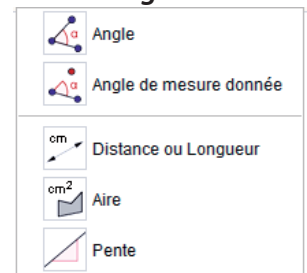 α Angle
α Angle de mesure donnée
cm Distance ou Longueur
cm² Aire
Pente